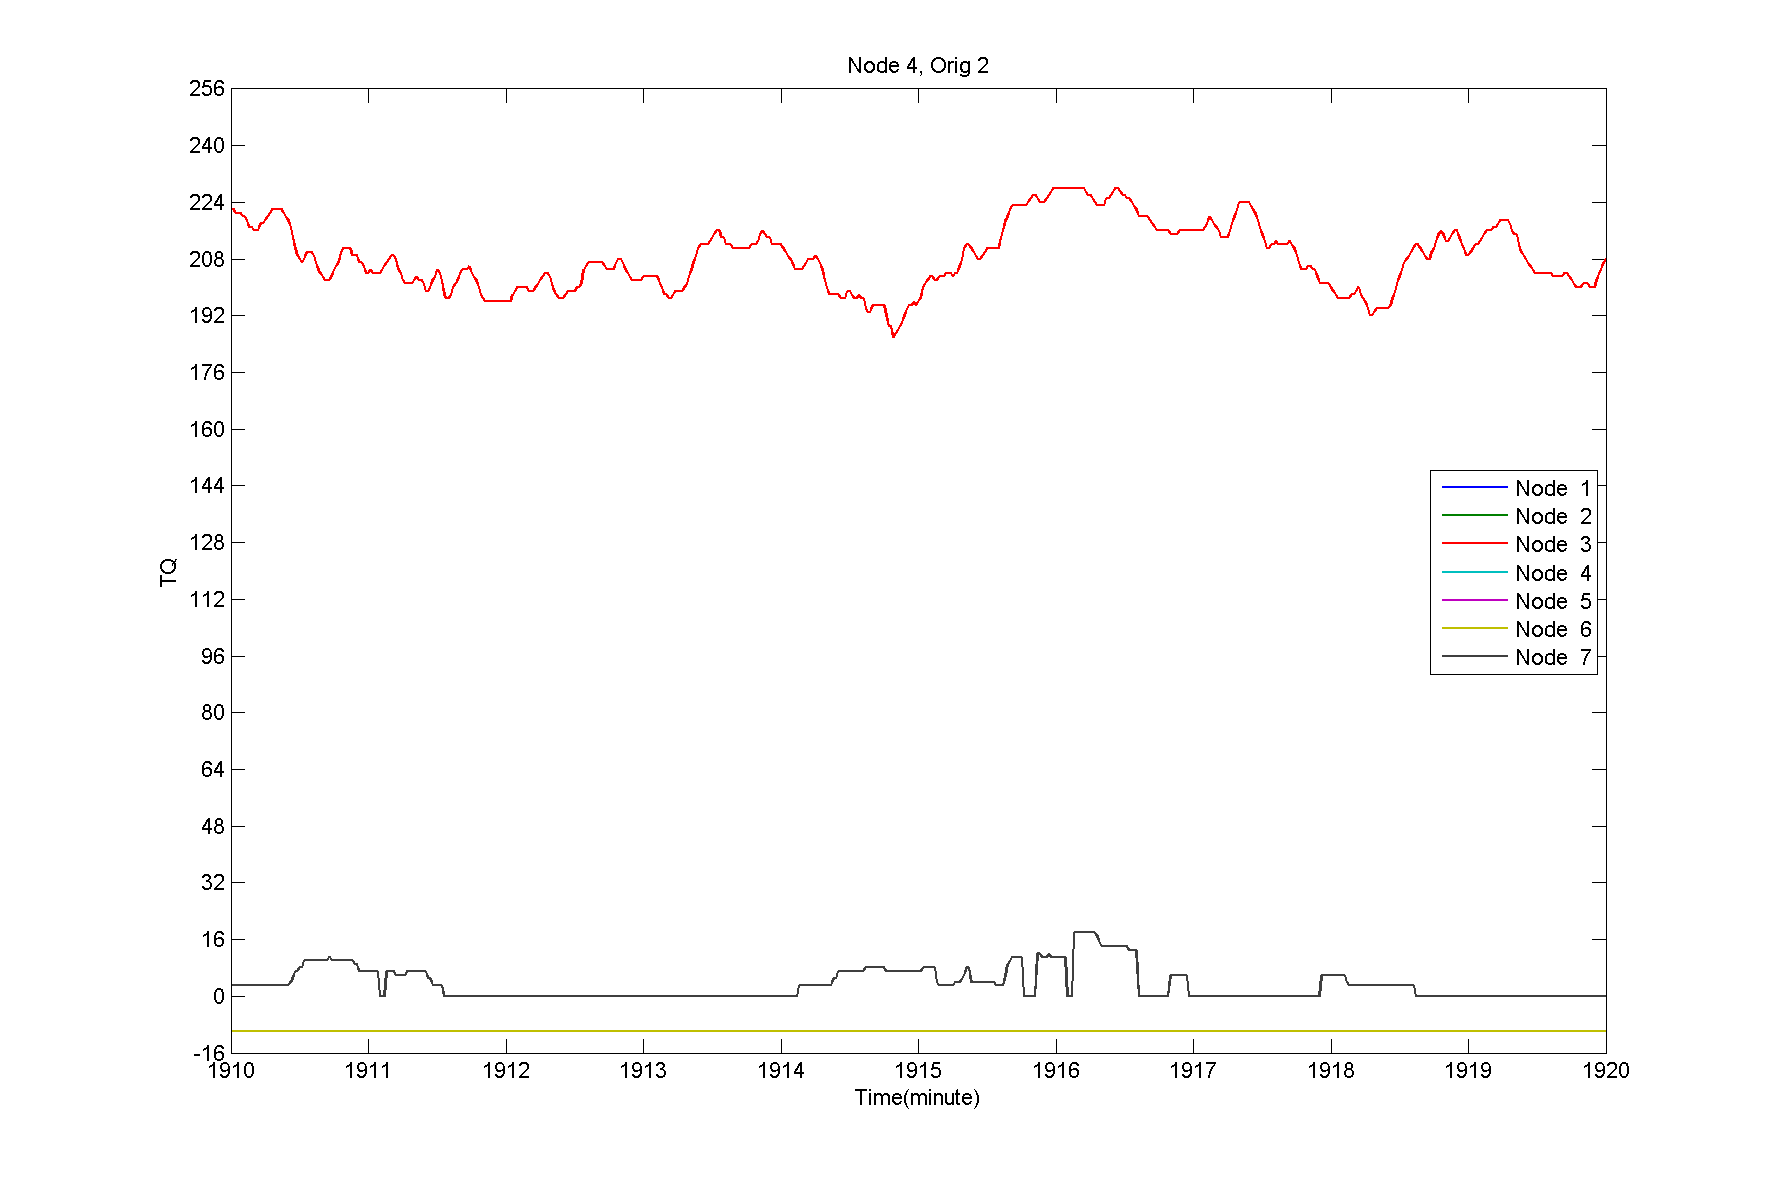 Node 4, Orig 2
256
240
224
208
192
176
160
144
128
112
96
80
64
48
32
16
0
-16
TQ
Node 1
Node 2
Node 3
Node 4
Node 5
Node 6
Node 7
1910 1911 1912 1913 1914 1915 1916 1917 1918 1919 1920
Time(minute)